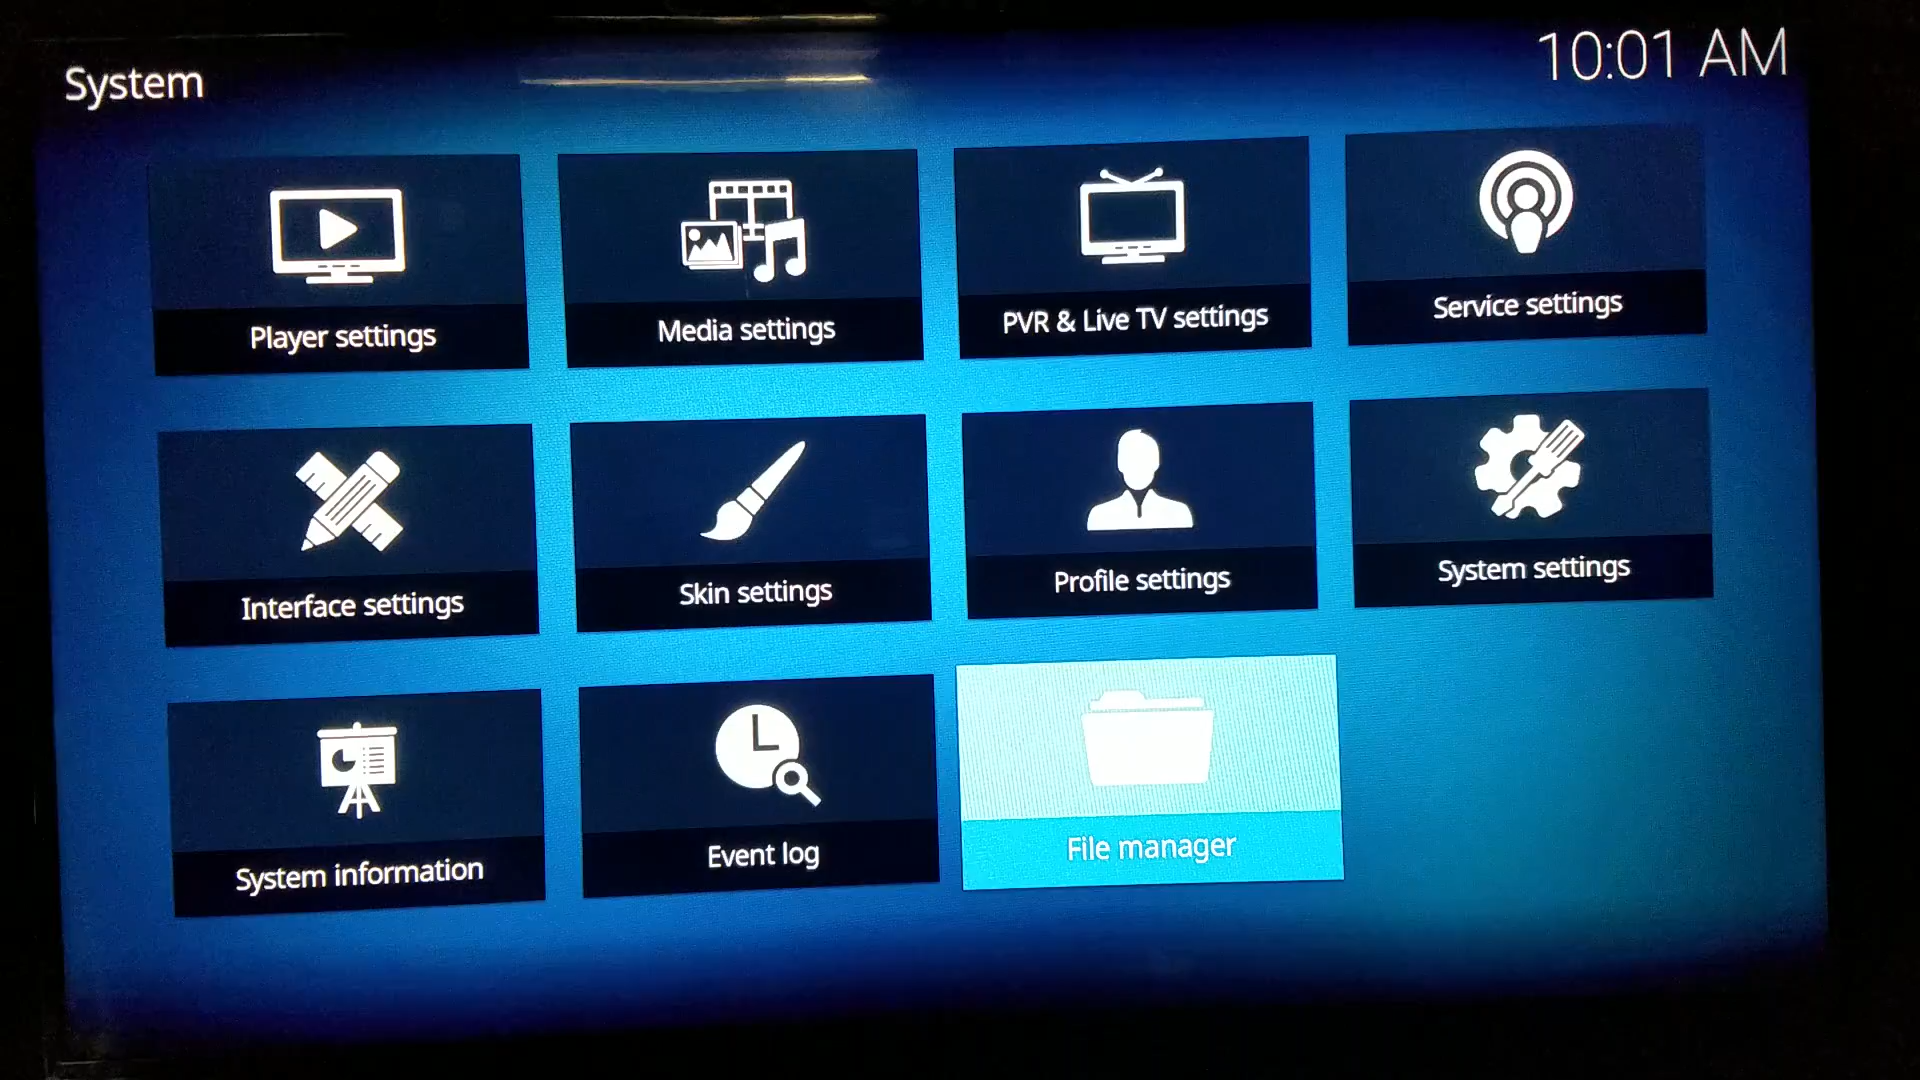 System
10:01 AM
Player settings
Media settings
PVR & Live TV settings
Service settings
Interface settings
Skin settings
Profile settings
System settings
System information
Event log
File manager